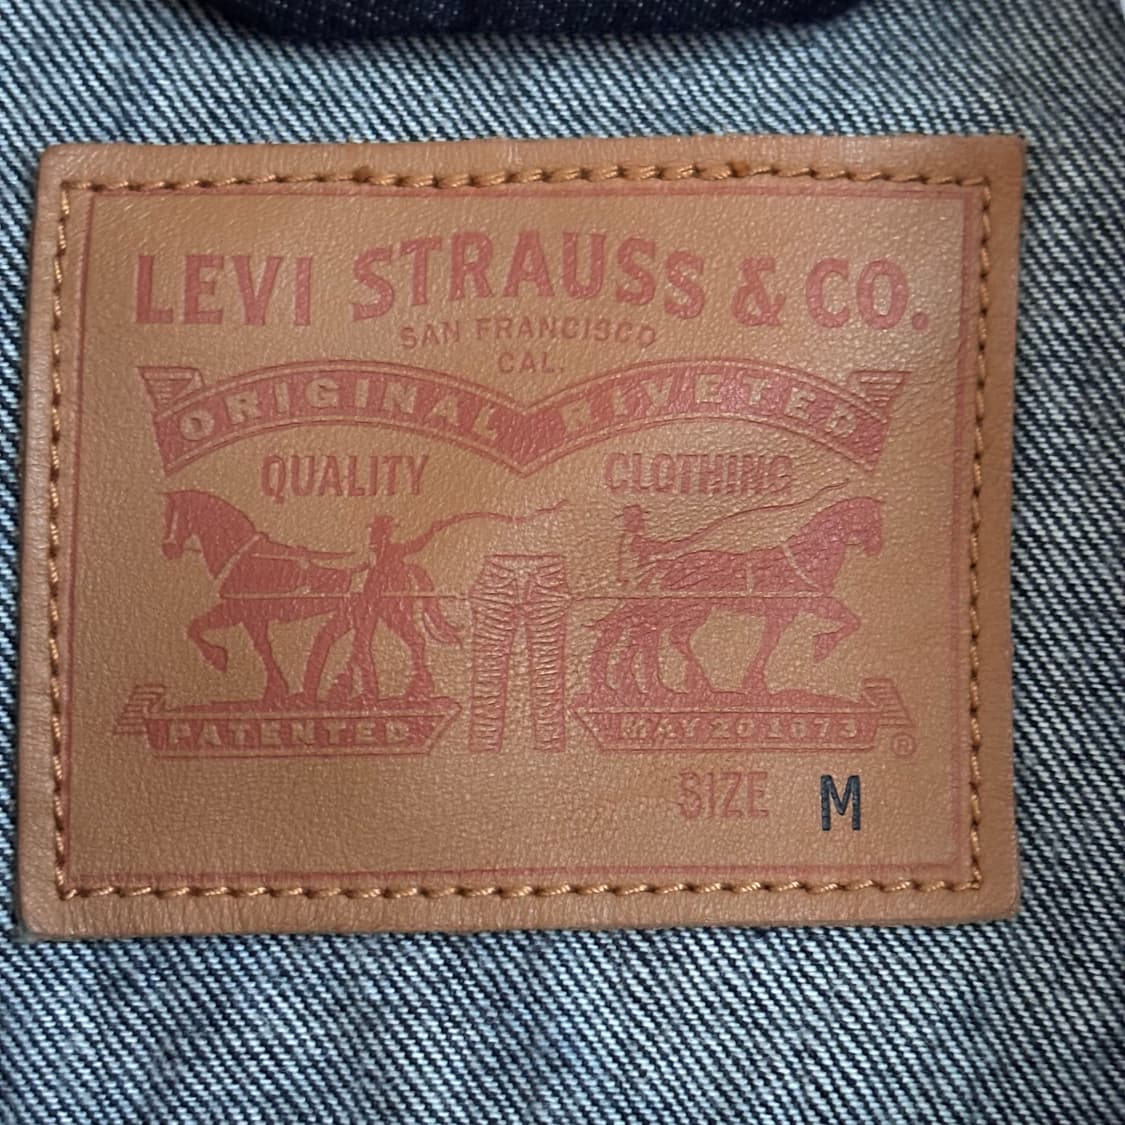 LEVI STRAUSS & CO.
SAN FRANCISCO
CAL.
ORIGINAL RIVETED
QUALITY CLOTHING
PATENTED MAY 20 1873
®
SIZE M